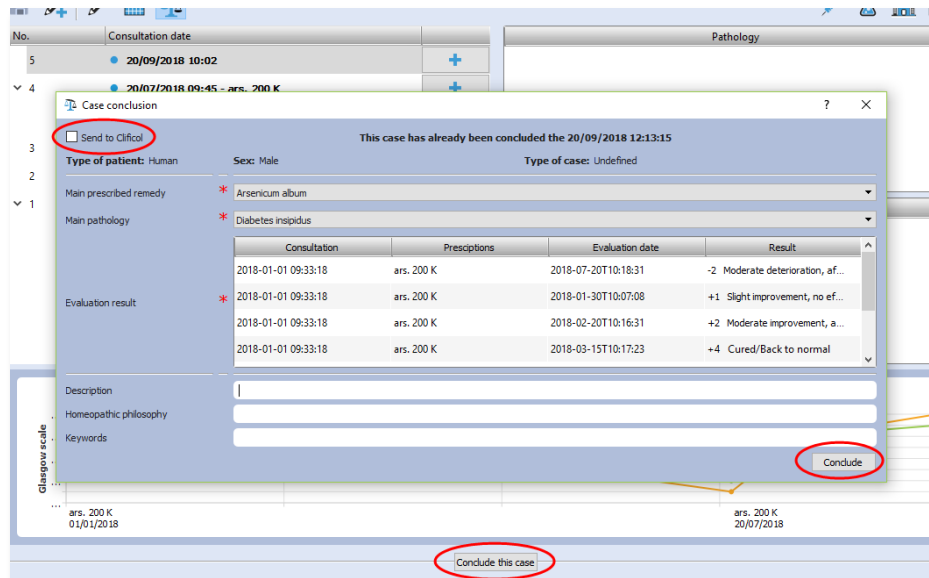 No. Consultation date Pathology
5 20/09/2018 10:02
4 20/07/2018 09:45 - ars. 200 K
Case conclusion ? X
Send to Clificol This case has already been concluded the 20/09/2018 12:13:15
3
Type of patient: Human Sex: Male Type of case: Undefined
2
Main prescribed remedy * Arsenicum album
1
Main pathology * Diabetes insipidus
Consultation Presciptions Evaluation date Result
2018-01-01 09:33:18 ars. 200 K 2018-07-20T10:18:31 -2 Moderate deterioration, af...
Evaluation result * 2018-01-01 09:33:18 ars. 200 K 2018-01-30T10:07:08 +1 Slight improvement, no ef...
2018-01-01 09:33:18 ars. 200 K 2018-02-20T10:16:31 +2 Moderate improvement, a...
2018-01-01 09:33:18 ars. 200 K 2018-03-15T10:17:23 +4 Cured/Back to normal
Description
Homeopathic philosophy
Keywords
Glasgow scale
Conclude
ars. 200 K ars. 200 K
01/01/2018 20/07/2018
Conclude this case